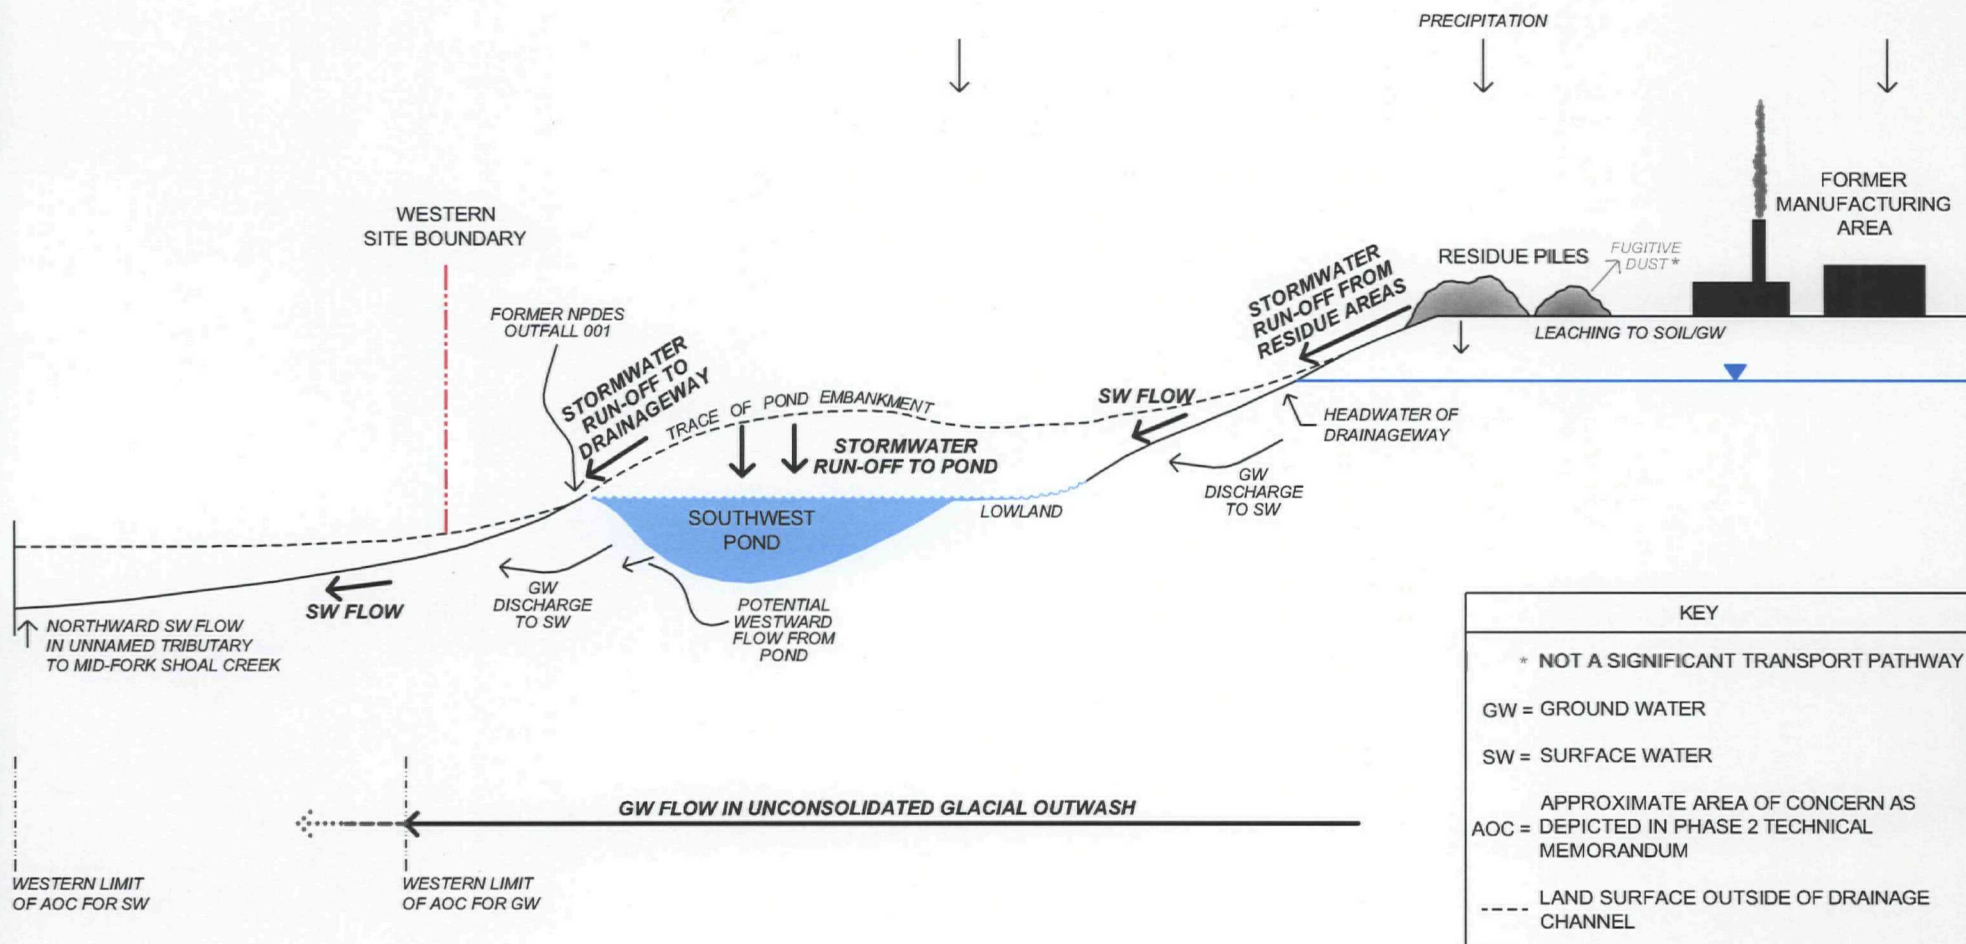 PRECIPITATION
FORMER
MANUFACTURING
AREA
WESTERN
SITE BOUNDARY
RESIDUE PILES
FUGITIVE
DUST *
STORMWATER
RUN-OFF FROM
RESIDUE AREAS
LEACHING TO SOIL/GW
FORMER NPDES
OUTFALL 001
STORMWATER
RUN-OFF TO
DRAINAGEWAY
TRACE OF POND EMBANKMENT
SW FLOW
HEADWATER OF
DRAINAGEWAY
STORMWATER
RUN-OFF TO POND
GW
DISCHARGE
TO SW
SOUTHWEST
POND
LOWLAND
GW
DISCHARGE
TO SW
SW FLOW
POTENTIAL
WESTWARD
FLOW FROM
POND
NORTHWARD SW FLOW
IN UNNAMED TRIBUTARY
TO MID-FORK SHOAL CREEK
GW FLOW IN UNCONSOLIDATED GLACIAL OUTWASH
WESTERN LIMIT
OF AOC FOR SW
WESTERN LIMIT
OF AOC FOR GW
KEY
* NOT A SIGNIFICANT TRANSPORT PATHWAY
GW = GROUND WATER
SW = SURFACE WATER
APPROXIMATE AREA OF CONCERN AS
AOC = DEPICTED IN PHASE 2 TECHNICAL
MEMORANDUM
LAND SURFACE OUTSIDE OF DRAINAGE
CHANNEL